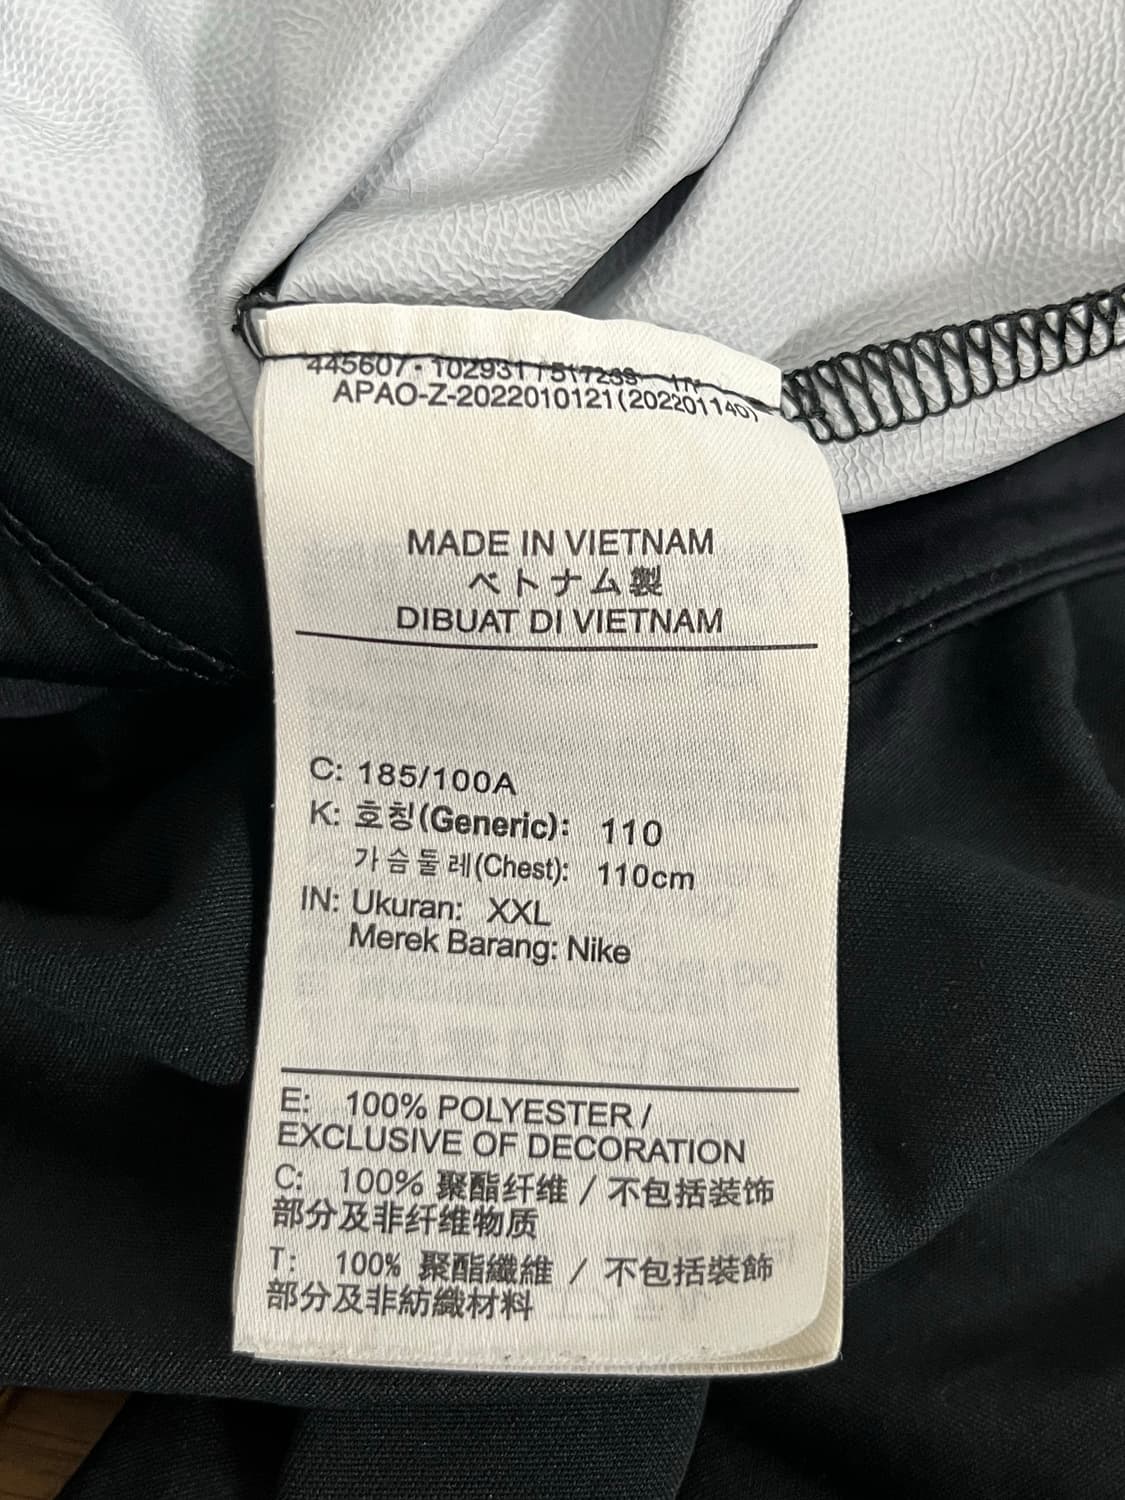 445607 -
APAO-Z-2022010121(202201140)
MADE IN VIETNAM
ベトナム製
DIBUAT DI VIETNAM
C: 185/100A
K: 호칭(Generic): 110
가슴둘레(Chest): 110cm
IN: Ukuran: XXL
Merek Barang: Nike
E: 100% POLYESTER /
EXCLUSIVE OF DECORATION
C: 100% 聚酯纤维 / 不包括装饰
部分及非纤维物质
T: 100% 聚酯纖維 / 不包括裝飾
部分及非紡織材料